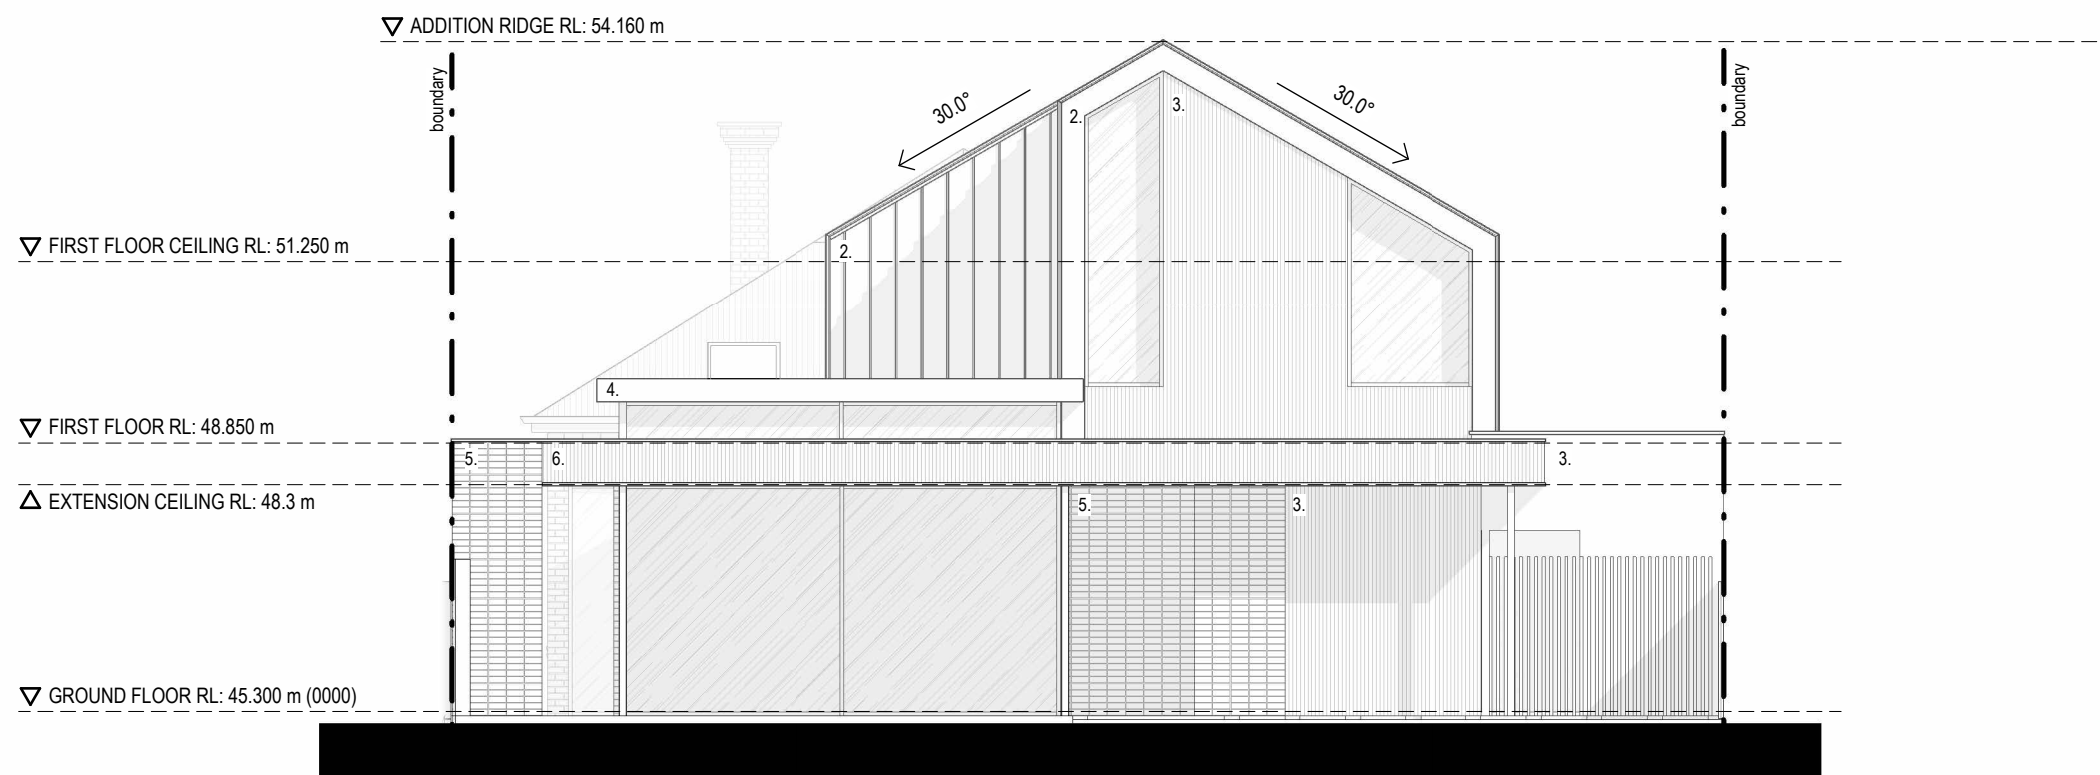 ADDITION RIDGE RL: 54.160 m
boundary
boundary
30.0°
30.0°
2.
3.
FIRST FLOOR CEILING RL: 51.250 m
2.
4.
FIRST FLOOR RL: 48.850 m
5.
6.
3.
EXTENSION CEILING RL: 48.3 m
5.
3.
GROUND FLOOR RL: 45.300 m (0000)